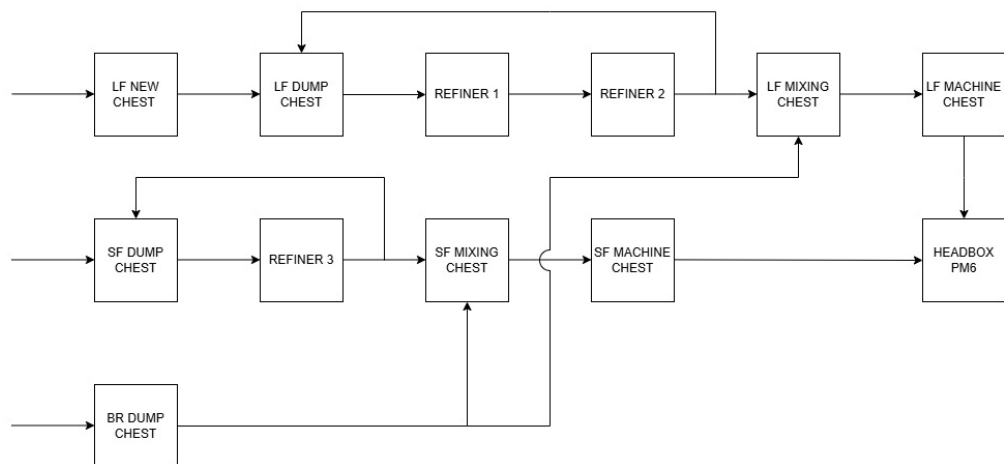 LF NEW
CHEST
LF DUMP
CHEST
REFINER 1
REFINER 2
LF MIXING
CHEST
LF MACHINE
CHEST
SF DUMP
CHEST
REFINER 3
SF MIXING
CHEST
SF MACHINE
CHEST
HEADBOX
PM6
BR DUMP
CHEST